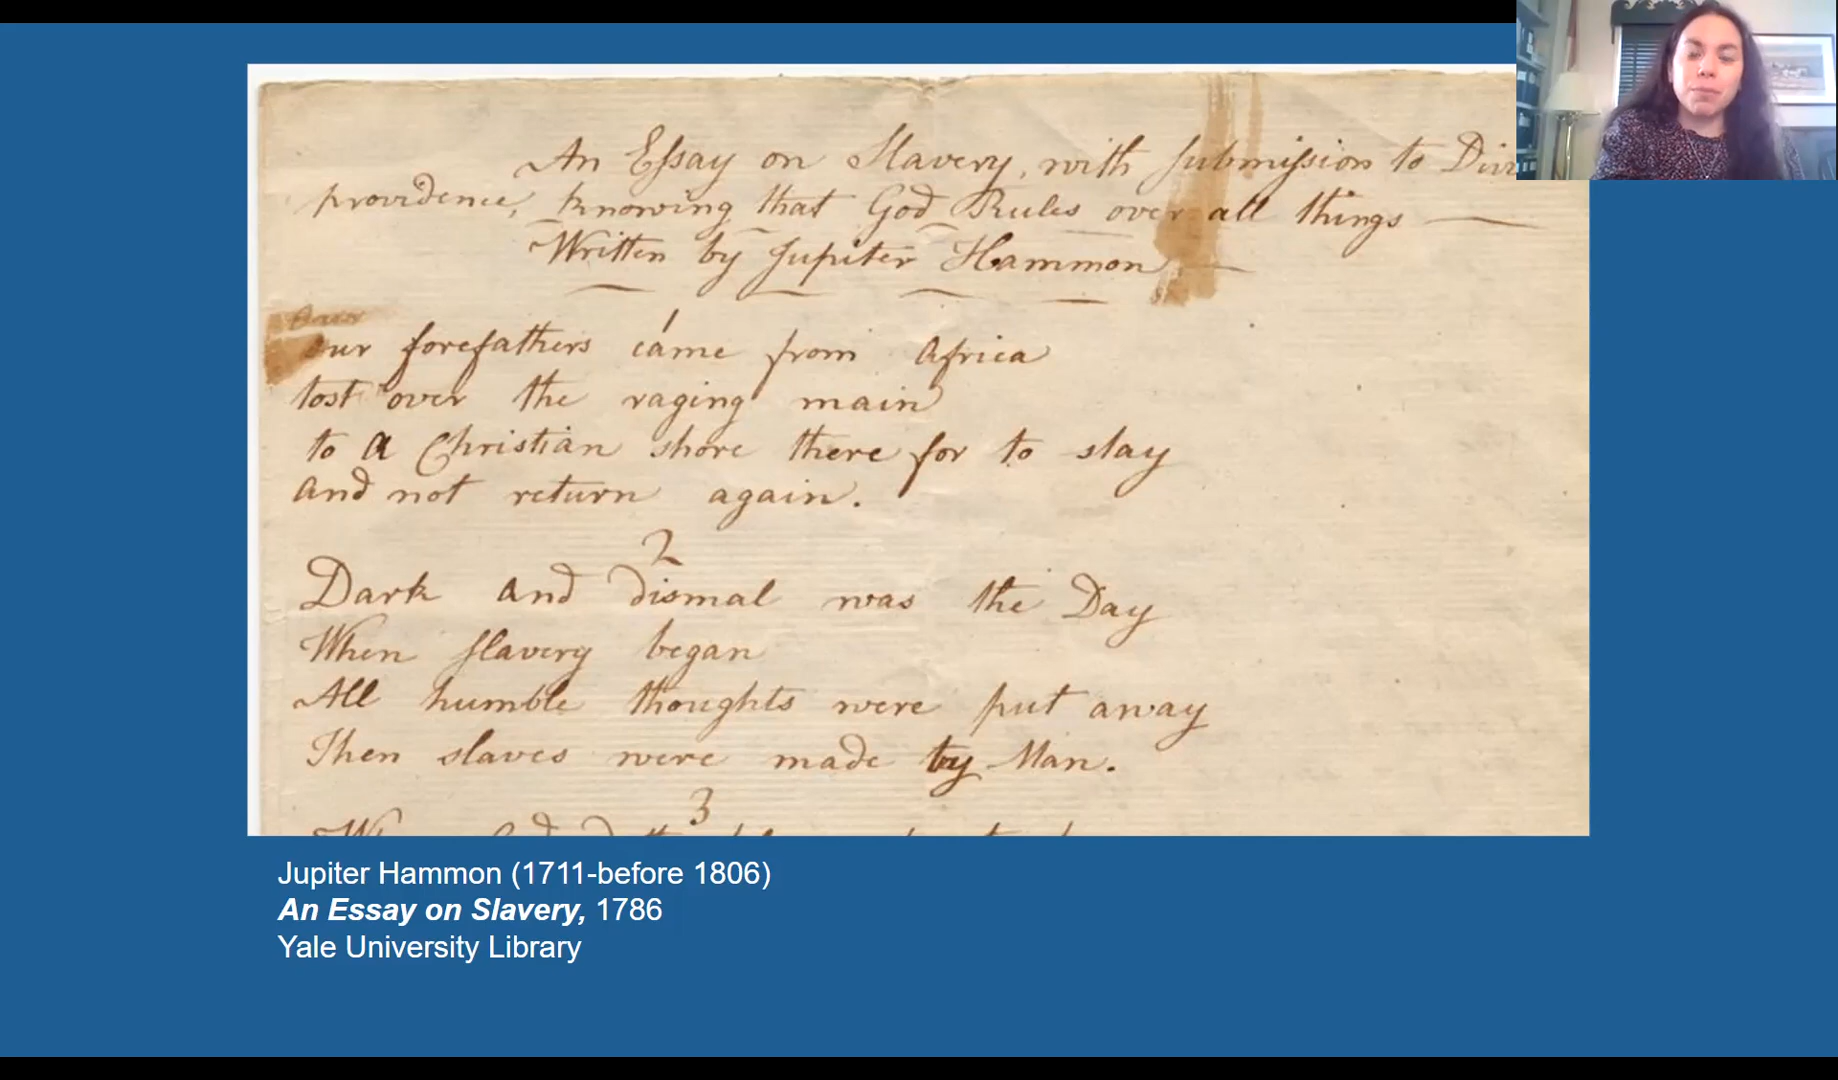 An Essay on Slavery, with submission to Divi
providence, knowing that God Rules over all things —
Written by Jupiter Hammon —
1
Our forefathers came from africa
tost over the raging main
to a Christian shore there for to stay
and not return again.
2
Dark and dismal was the Day
When slavery began
All humble thoughts were put away
Then slaves were made by Man.
3
Jupiter Hammon (1711-before 1806)
An Essay on Slavery, 1786
Yale University Library